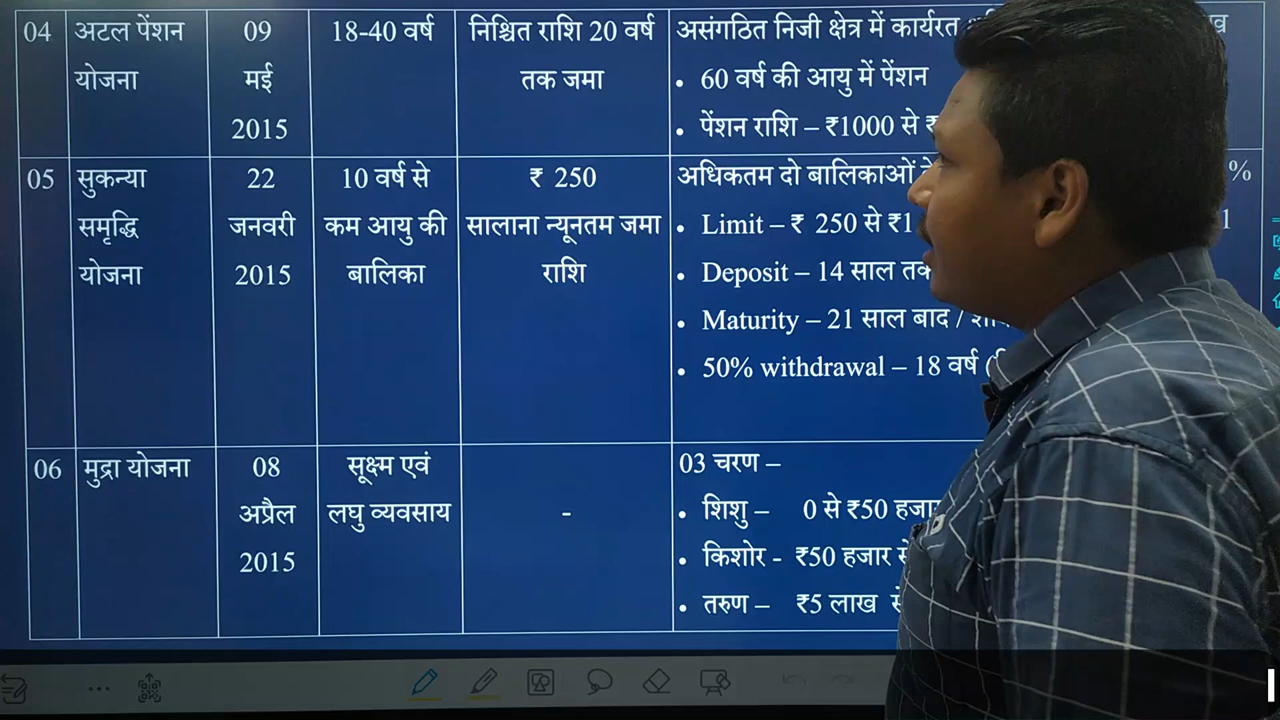 04 अटल पेंशन 09 18-40 वर्ष निश्चित राशि 20 वर्ष असंगठित निजी क्षेत्र में कार्यरत
योजना मई तक जमा • 60 वर्ष की आयु में पेंशन
2015 • पेंशन राशि – ₹1000 से
05 सुकन्या 22 10 वर्ष से ₹ 250 अधिकतम दो बालिकाओं %
समृद्धि जनवरी कम आयु की सालाना न्यूनतम जमा • Limit – ₹ 250 से ₹1 1
योजना 2015 बालिका राशि • Deposit – 14 साल तक
• Maturity – 21 साल बाद /
• 50% withdrawal – 18 वर्ष
06 मुद्रा योजना 08 सूक्ष्म एवं 03 चरण –
अप्रैल लघु व्यवसाय - • शिशु – 0 से ₹50 हजार
2015 • किशोर - ₹50 हजार से
• तरुण – ₹5 लाख से